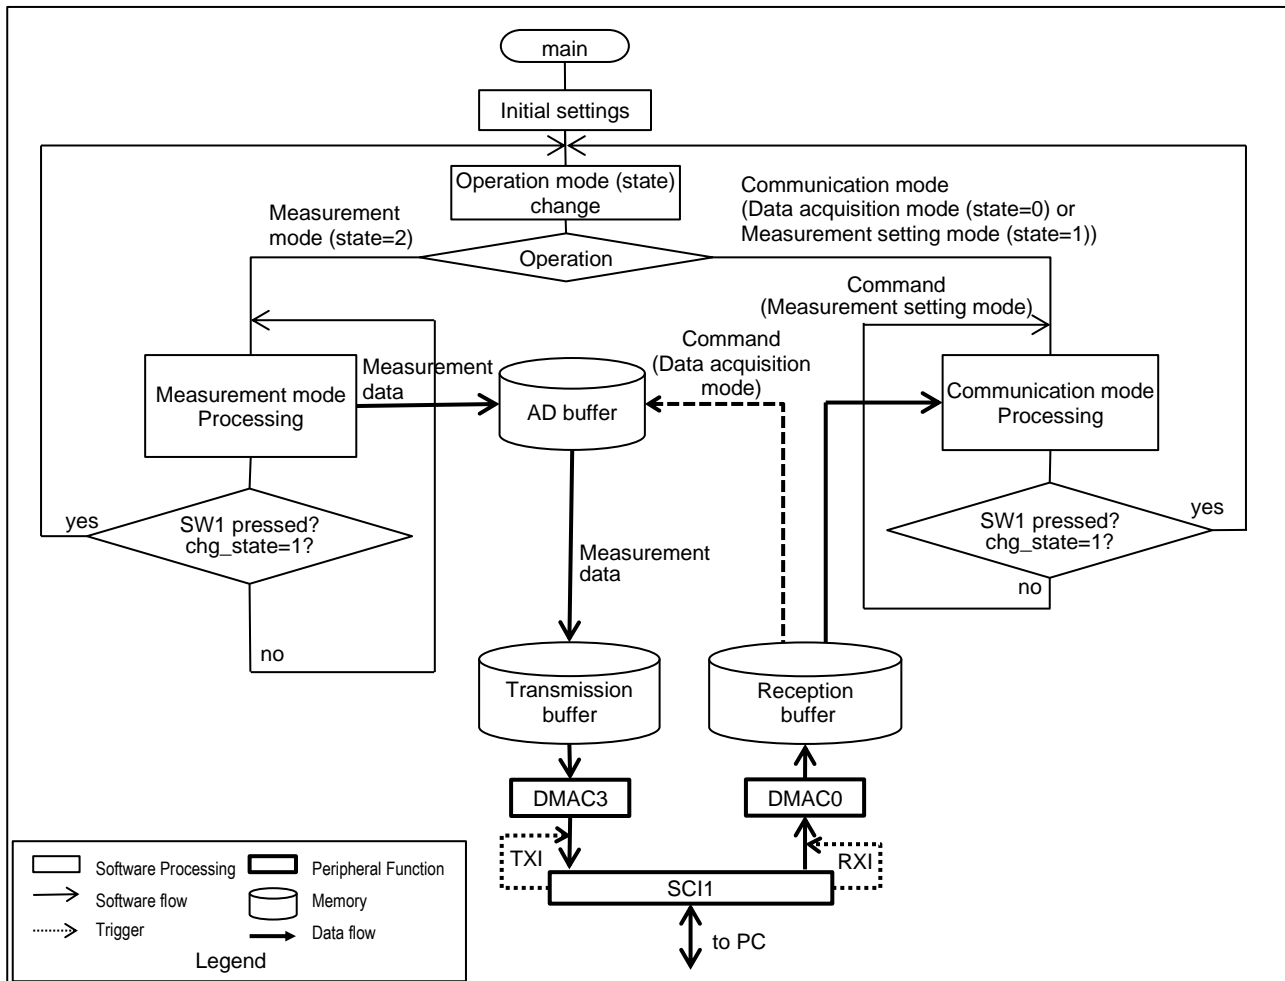 main
Initial settings
Operation mode (state)
change
Measurement
mode (state=2)
Communication mode
(Data acquisition mode (state=0) or
Measurement setting mode (state=1))
Operation
Command
(Measurement setting mode)
Command
(Data acquisition
mode)
Measurement mode
Processing
Measurement
data
AD buffer
Communication mode
Processing
yes
SW1 pressed?
chg_state=1?
no
Measurement
data
SW1 pressed?
chg_state=1?
yes
no
Transmission
buffer
Reception
buffer
DMAC3
DMAC0
TXI
RXI
SCI1
to PC
Software Processing
Peripheral Function
Software flow
Memory
Trigger
Data flow
Legend